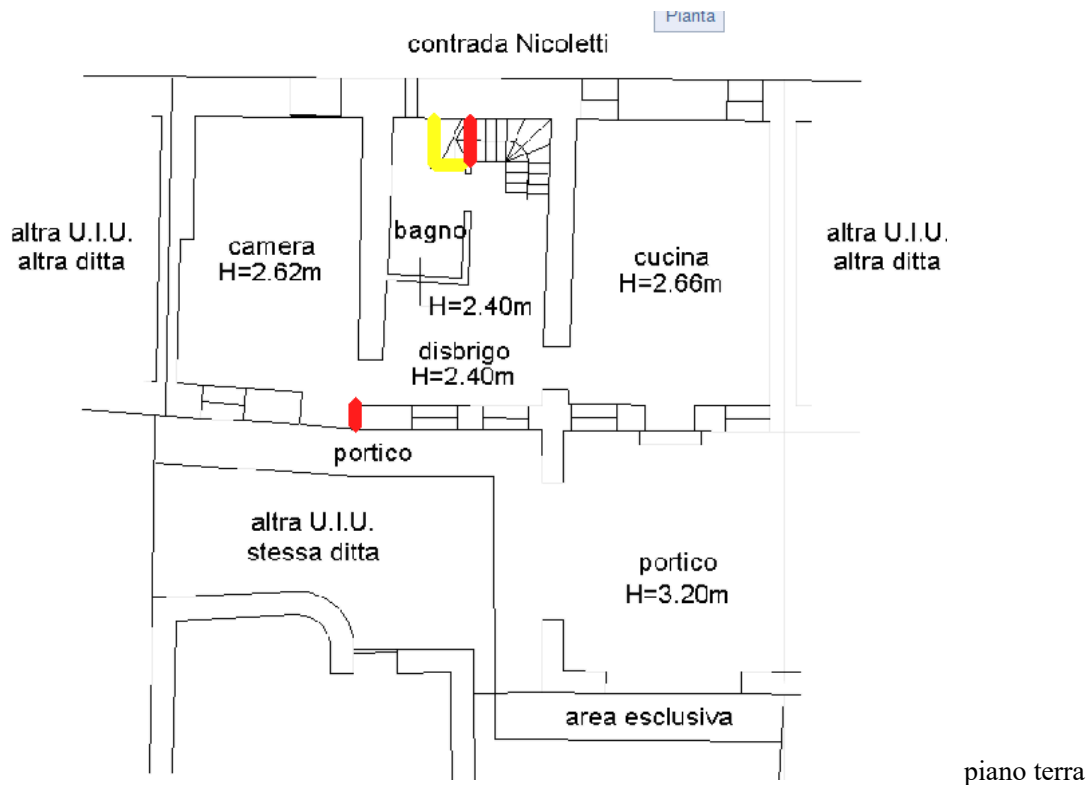 Pianta
contrada Nicoletti
altra U.I.U.
altra ditta
camera
H=2.62m
bagno
H=2.40m
disbrigo
H=2.40m
cucina
H=2.66m
altra U.I.U.
altra ditta
portico
altra U.I.U.
stessa ditta
portico
H=3.20m
area esclusiva
piano terra